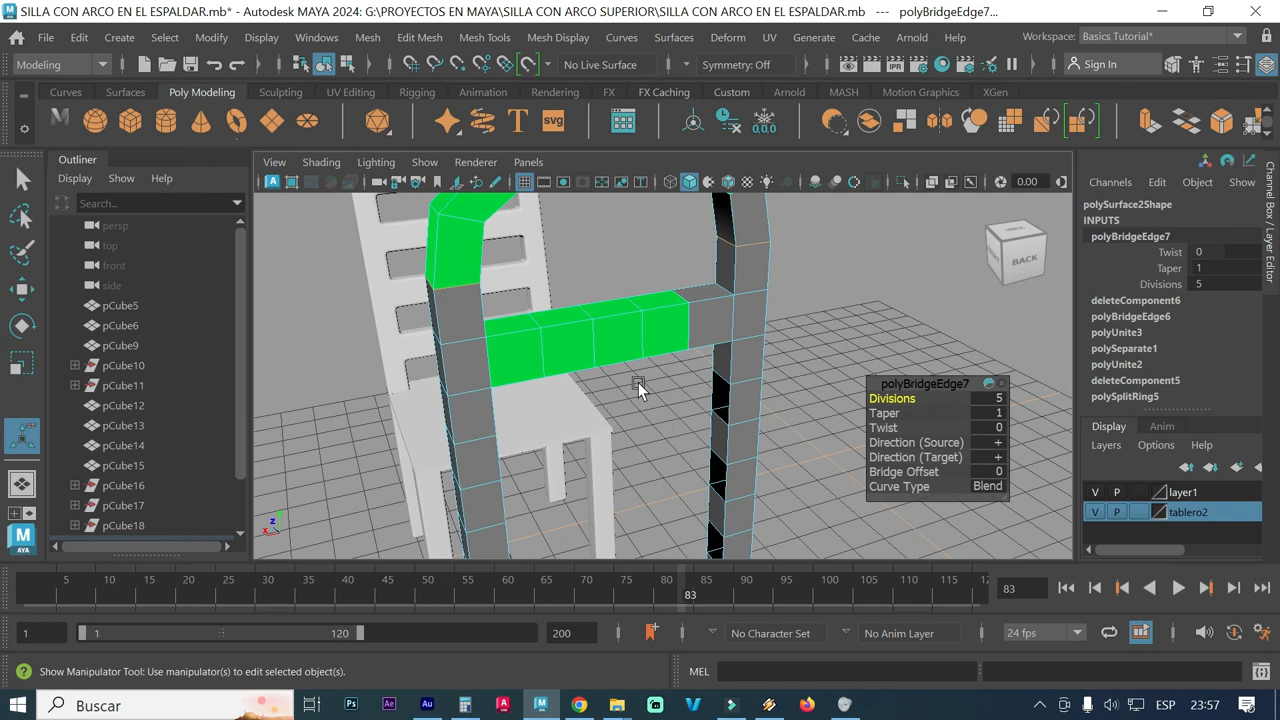 SILLA CON ARCO EN EL ESPALDAR.mb* - Autodesk MAYA 2024: G:\PROYECTOS EN MAYA\SILLA CON ARCO SUPERIOR\SILLA CON ARCO EN EL ESPALDAR.mb --- polyBridgeEdge7...
File Edit Create Select Modify Display Windows Mesh Edit Mesh Mesh Tools Mesh Display Curves Surfaces Deform UV Generate Cache Arnold Help Workspace: Basics Tutorial*
Modeling No Live Surface Symmetry: Off Sign In
Curves Surfaces Poly Modeling Sculpting UV Editing Rigging Animation Rendering FX FX Caching Custom Arnold MASH Motion Graphics XGen
Outliner
Display Show Help
Search...
persp
top
front
side
pCube5
pCube6
pCube9
pCube10
pCube11
pCube12
pCube13
pCube14
pCube15
pCube16
pCube17
pCube18
View Shading Lighting Show Renderer Panels
0.00
BACK
polyBridgeEdge7
Divisions 5
Taper 1
Twist 0
Direction (Source) +
Direction (Target) +
Bridge Offset 0
Curve Type Blend
Channels Edit Object Show
polySurface2Shape
INPUTS
polyBridgeEdge7
Twist 0
Taper 1
Divisions 5
deleteComponent6
polyBridgeEdge6
polyUnite3
polySeparate1
polyUnite2
deleteComponent5
polySplitRing5
Display Anim
Layers Options Help
V P layer1
V P tablero2
Channel Box / Layer Editor
5 10 15 20 25 30 35 40 45 50 55 60 65 70 75 80 85 90 95 100 105 110 115 12
83
83
1 1 120 200 No Character Set No Anim Layer 24 fps
Show Manipulator Tool: Use manipulator(s) to edit selected object(s). MEL
Buscar ESP 23:57